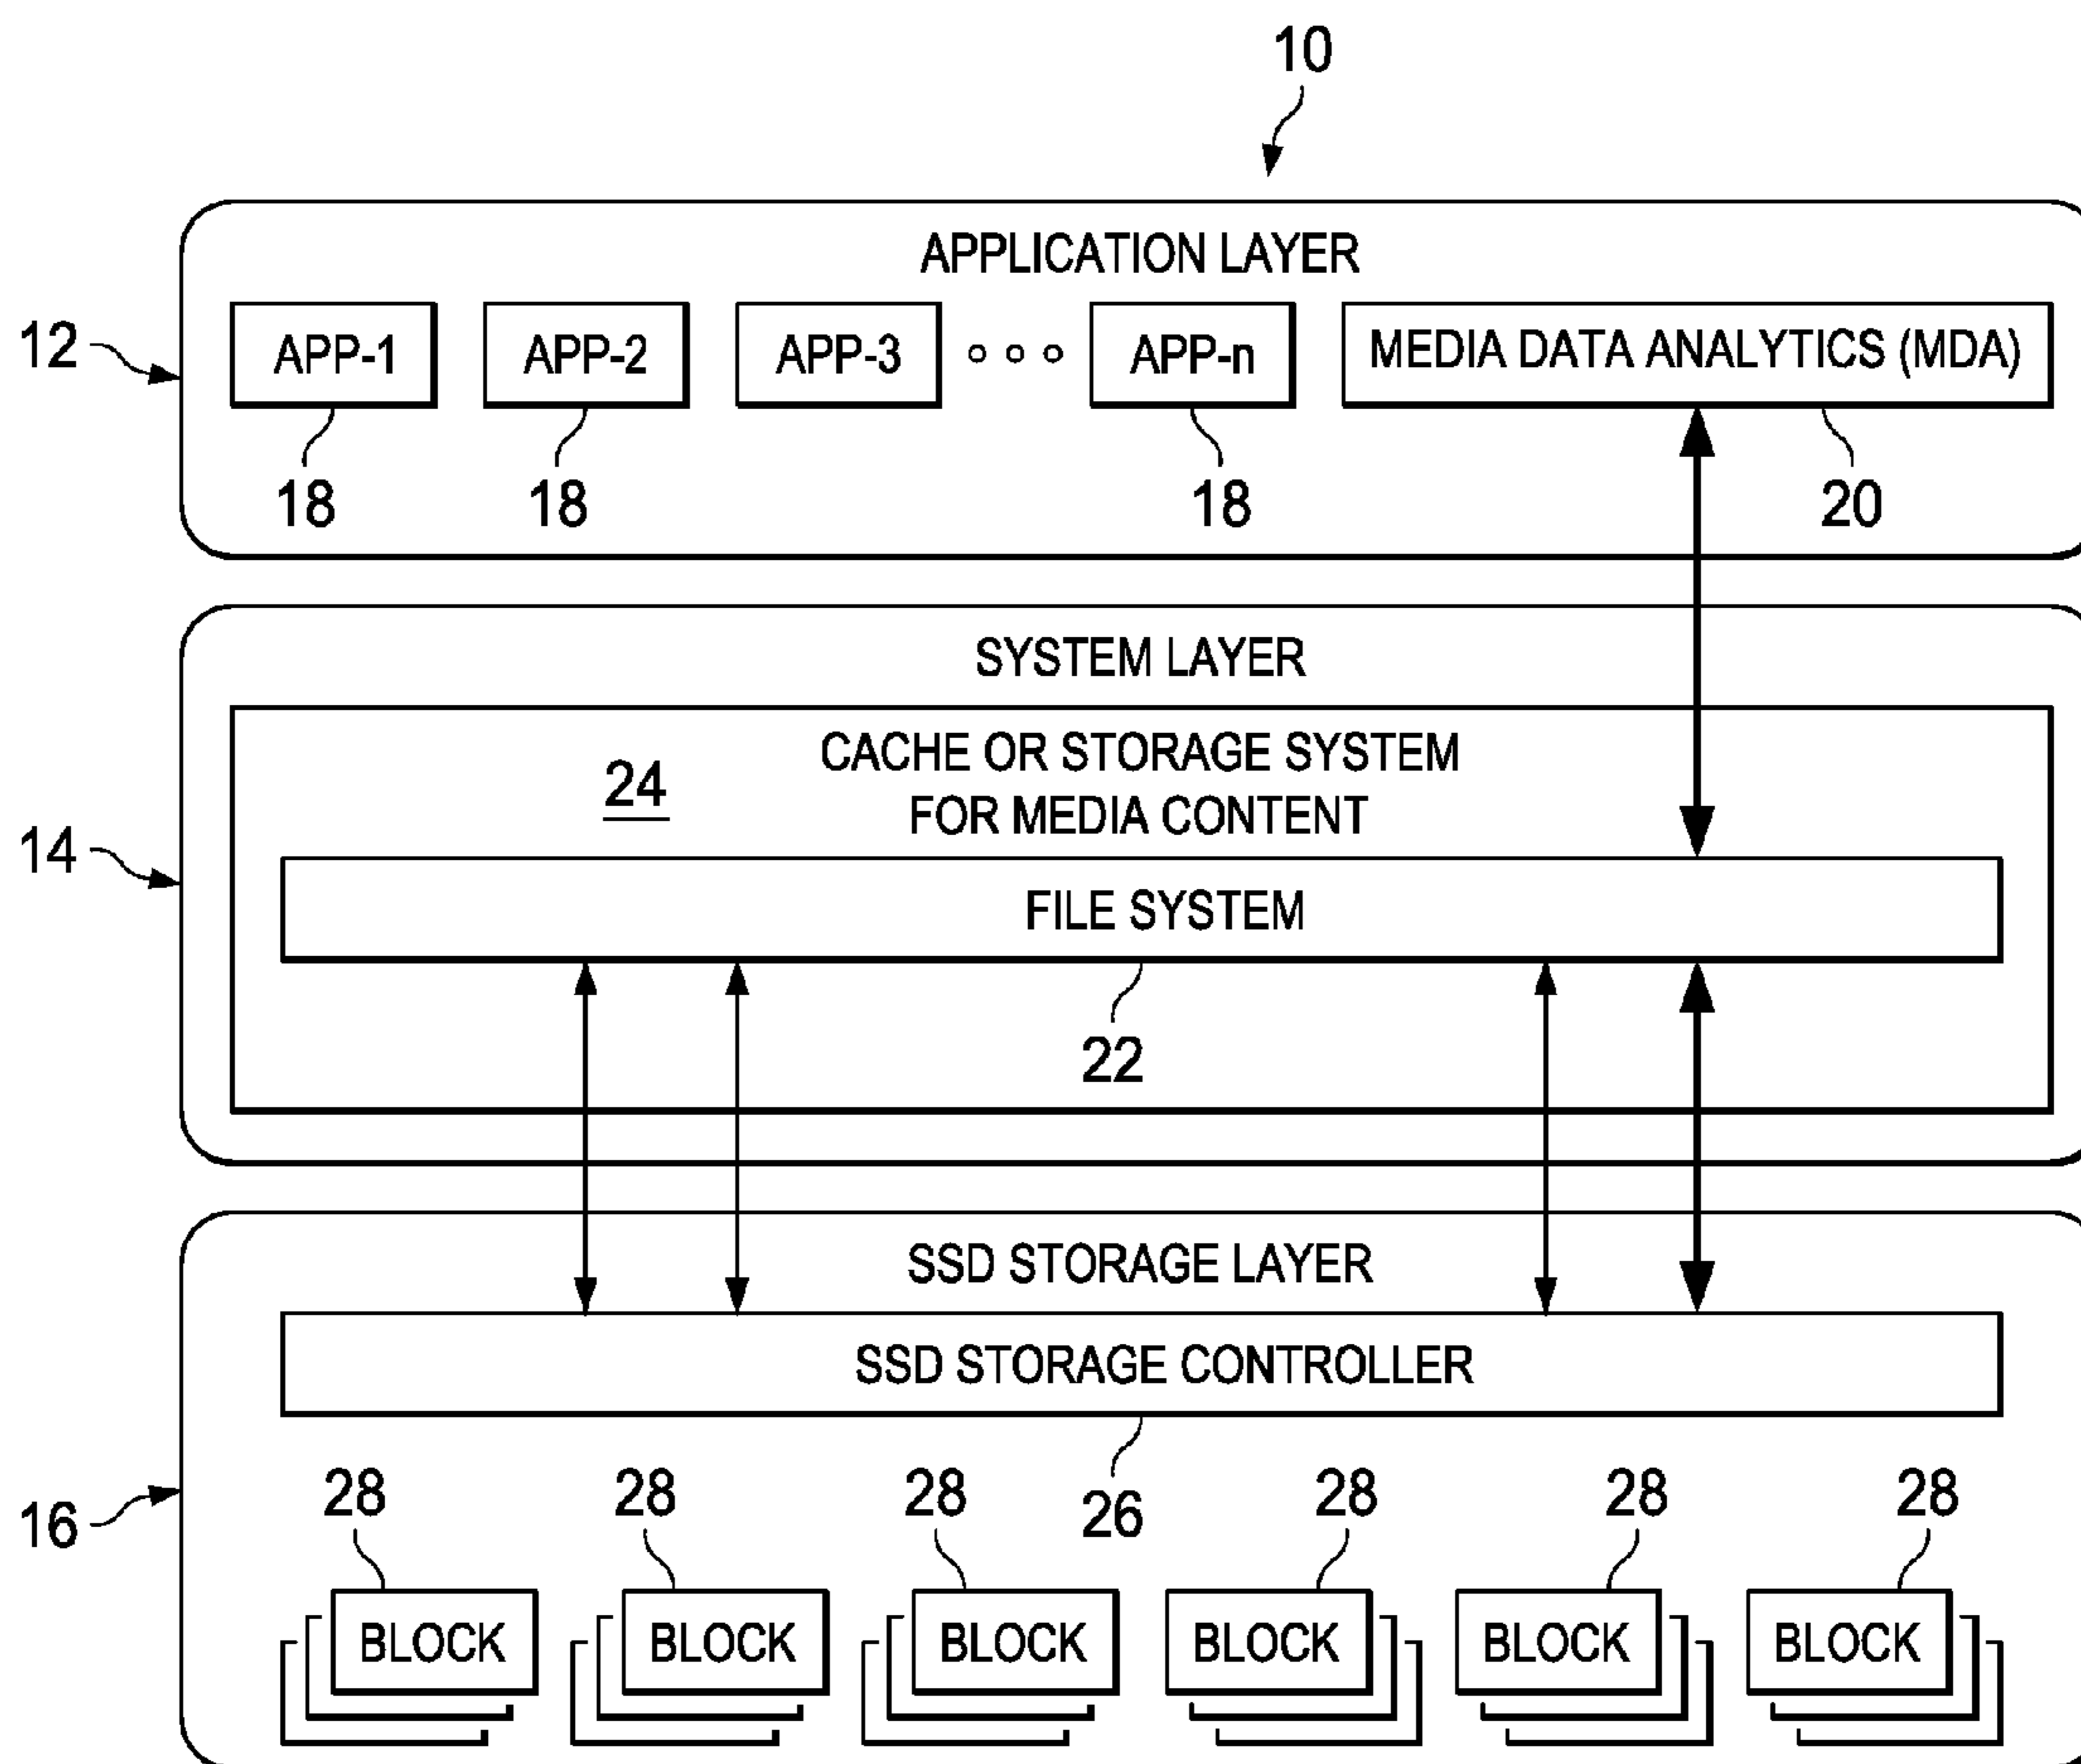 10
APPLICATION LAYER
12
APP-1 APP-2 APP-3 APP-n MEDIA DATA ANALYTICS (MDA)
18 18 18 20
SYSTEM LAYER
CACHE OR STORAGE SYSTEM
24
FOR MEDIA CONTENT
14
FILE SYSTEM
22
SSD STORAGE LAYER
SSD STORAGE CONTROLLER
28 28 28 28 28 28
16
26
BLOCK BLOCK BLOCK BLOCK BLOCK BLOCK